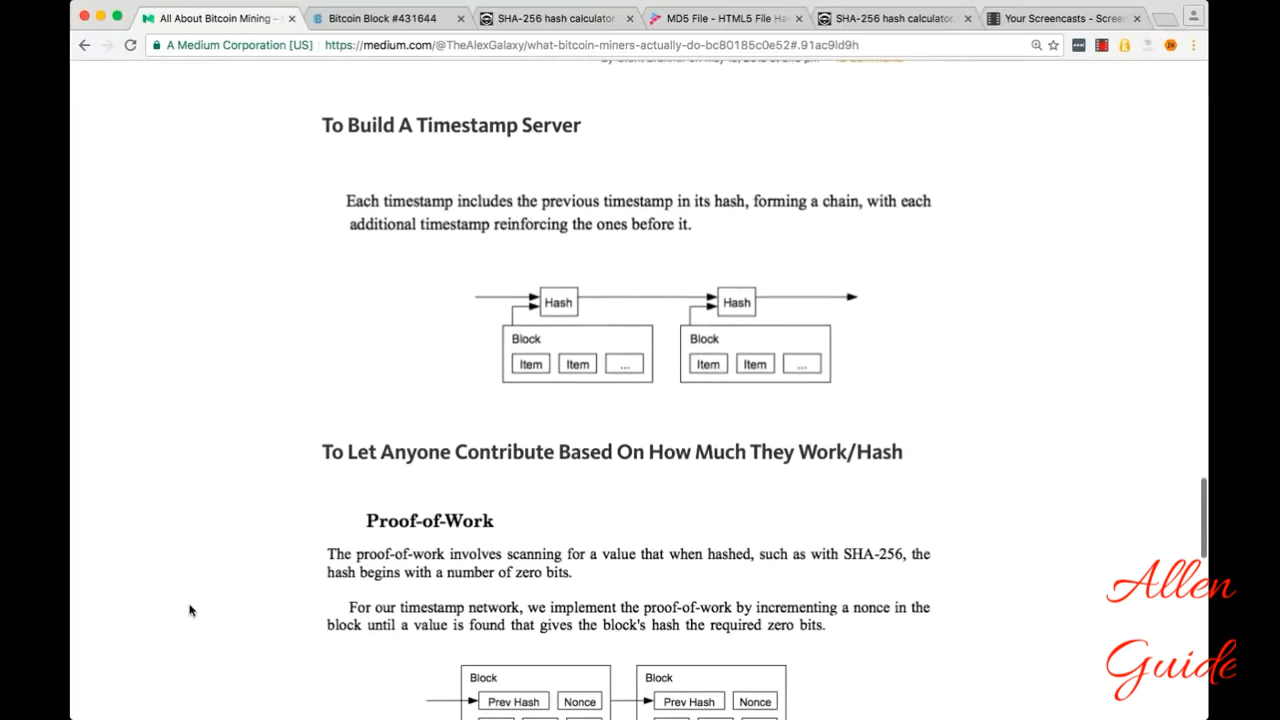 All About Bitcoin Mining –
Bitcoin Block #431644
SHA-256 hash calculator
MD5 File - HTML5 File Ha
SHA-256 hash calculator
Your Screencasts - Scree
A Medium Corporation [US]
https://medium.com/@TheAlexGalaxy/what-bitcoin-miners-actually-do-bc80185c0e52#.91ac9ld9h
To Build A Timestamp Server
Each timestamp includes the previous timestamp in its hash, forming a chain, with each
additional timestamp reinforcing the ones before it.
Hash Hash
Block Block
Item Item ... Item Item ...
To Let Anyone Contribute Based On How Much They Work/Hash
Proof-of-Work
The proof-of-work involves scanning for a value that when hashed, such as with SHA-256, the
hash begins with a number of zero bits.
For our timestamp network, we implement the proof-of-work by incrementing a nonce in the
block until a value is found that gives the block's hash the required zero bits.
Block Block
Prev Hash Nonce Prev Hash Nonce
Allen
Guide